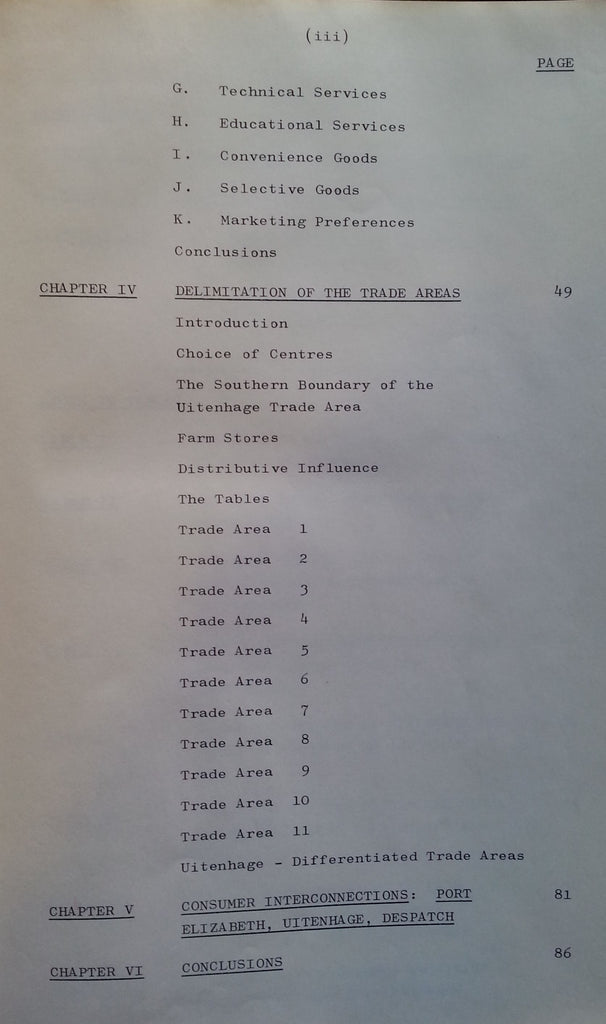 (iii)
PAGE
G. Technical Services
H. Educational Services
I. Convenience Goods
J. Selective Goods
K. Marketing Preferences
Conclusions
CHAPTER IV DELIMITATION OF THE TRADE AREAS 49
Introduction
Choice of Centres
The Southern Boundary of the
Uitenhage Trade Area
Farm Stores
Distributive Influence
The Tables
Trade Area 1
Trade Area 2
Trade Area 3
Trade Area 4
Trade Area 5
Trade Area 6
Trade Area 7
Trade Area 8
Trade Area 9
Trade Area 10
Trade Area 11
Uitenhage - Differentiated Trade Areas
CHAPTER V CONSUMER INTERCONNECTIONS: PORT 81
ELIZABETH, UITENHAGE, DESPATCH
CHAPTER VI CONCLUSIONS 86